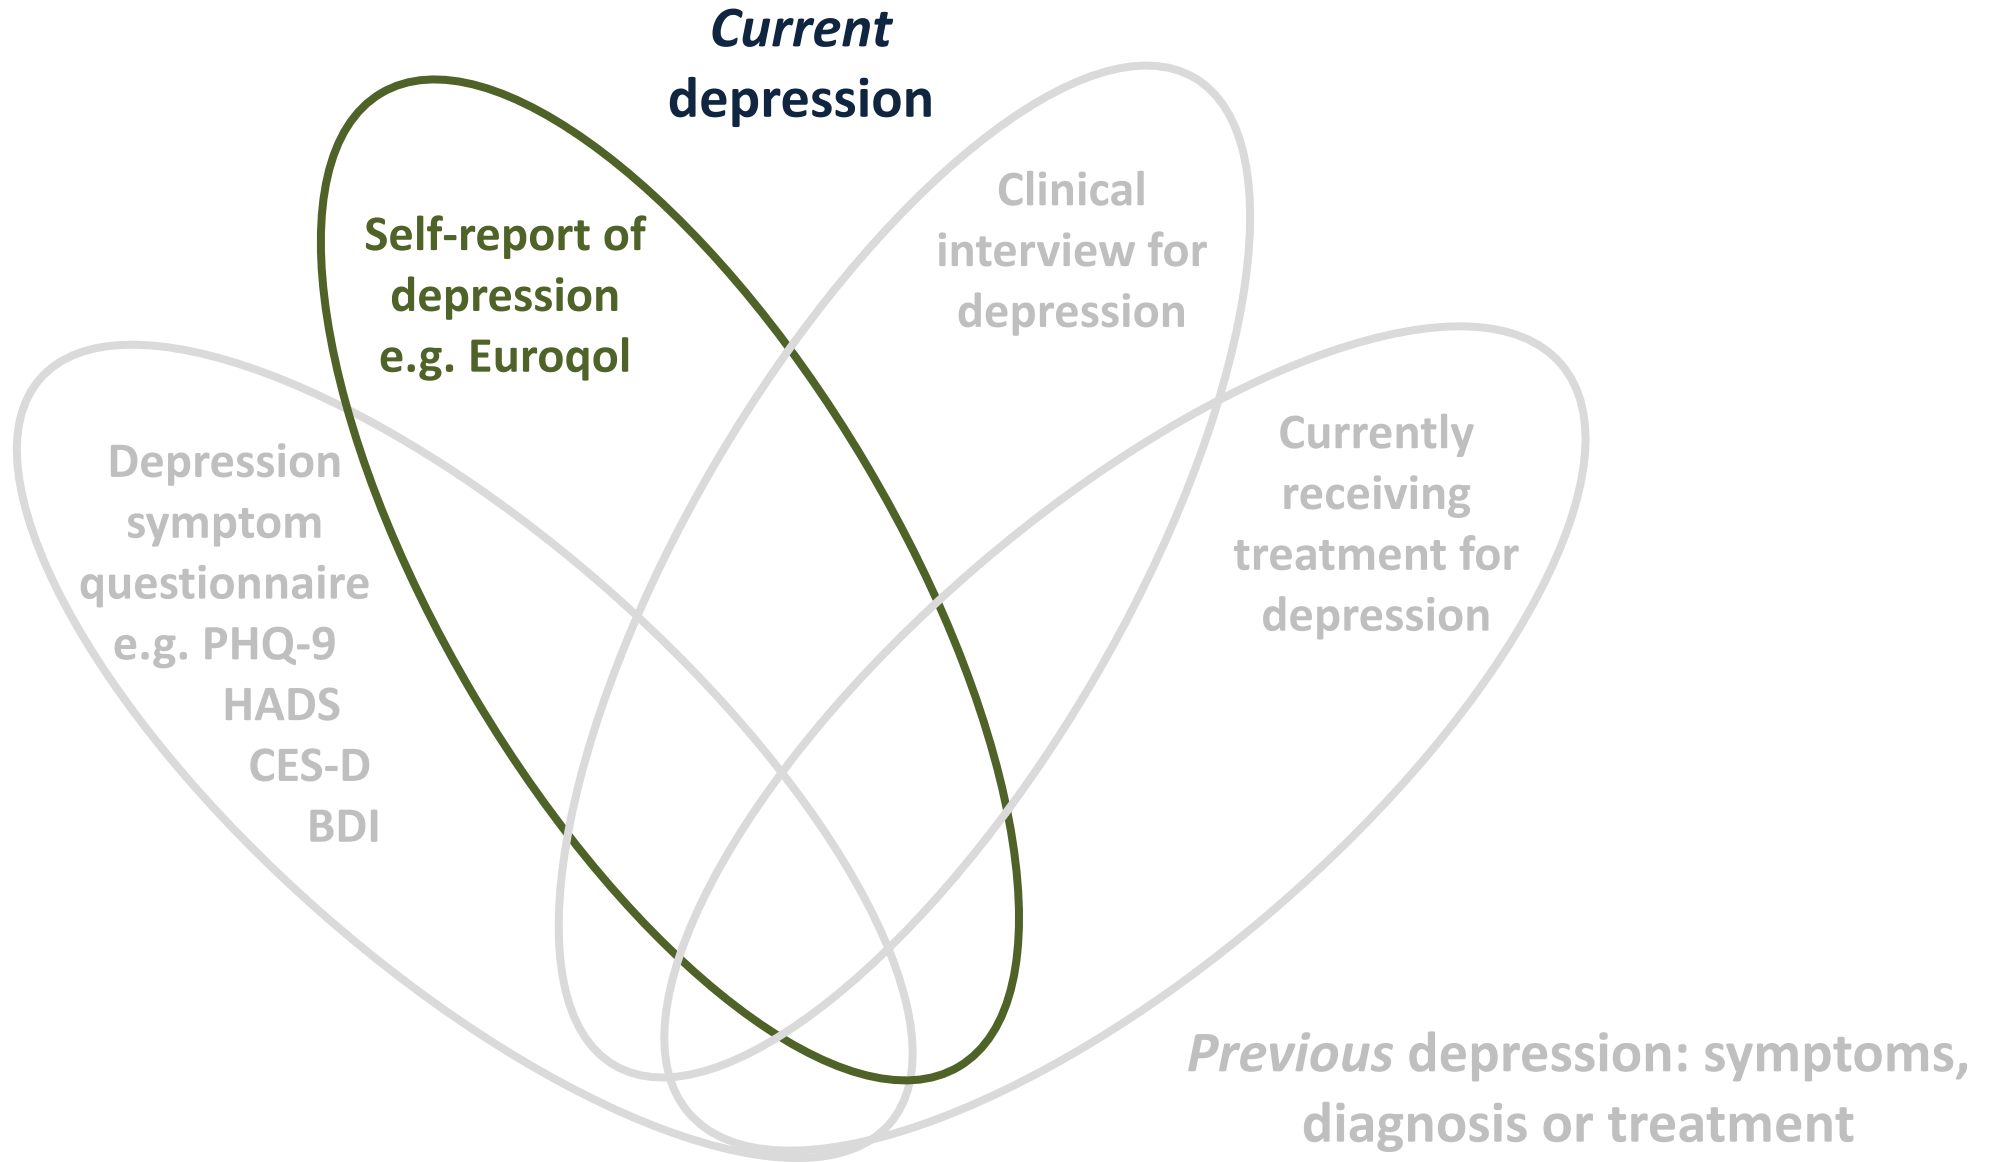 Current
depression
Self-report of
depression
e.g. Euroqol
Clinical
interview for
depression
Depression
symptom
questionnaire
e.g. PHQ-9
HADS
CES-D
BDI
Currently
receiving
treatment for
depression
Previous depression: symptoms,
diagnosis or treatment